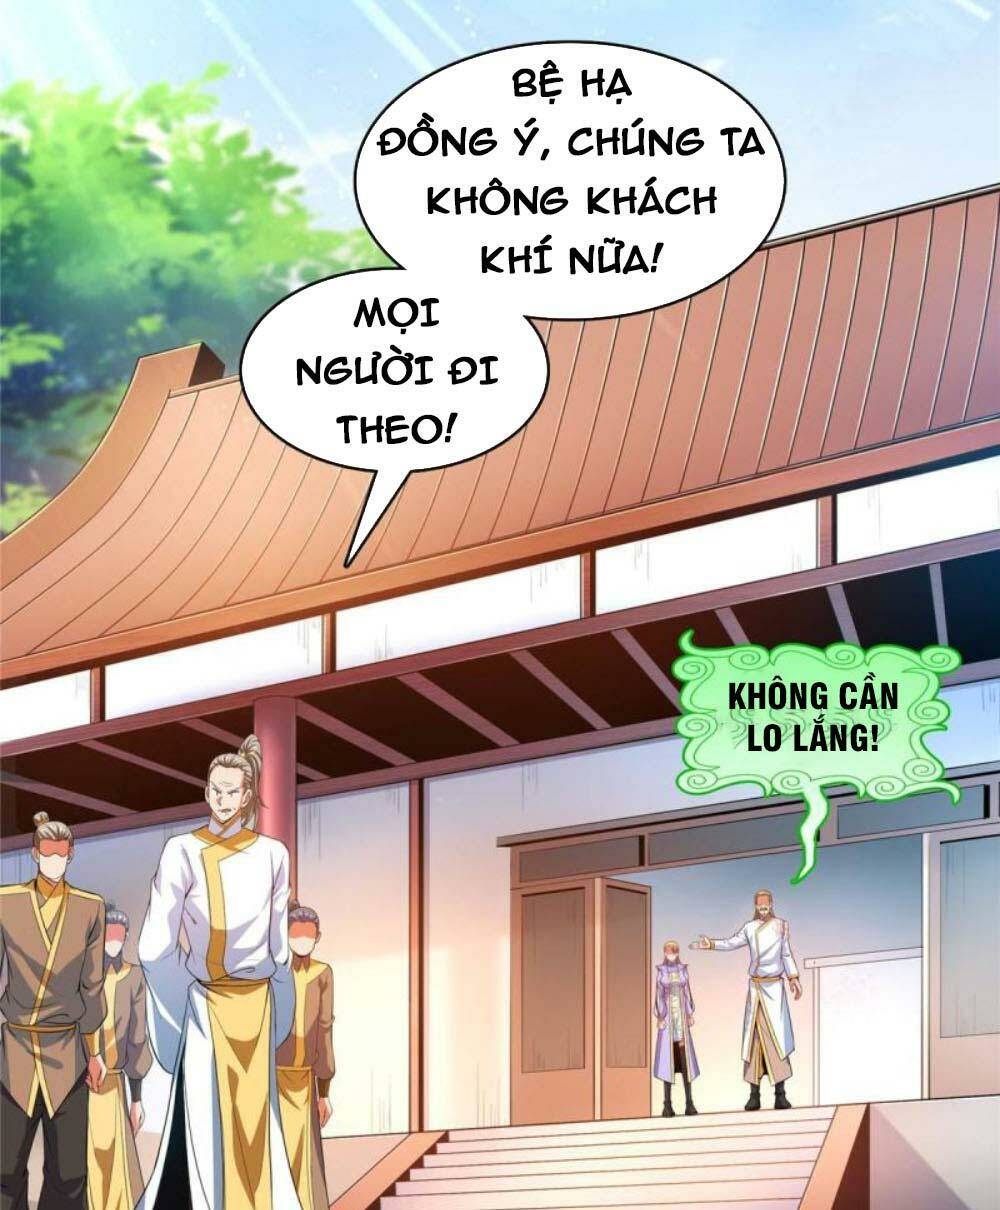 BỆ HẠ
ĐỒNG Ý, CHÚNG TA
KHÔNG KHÁCH
KHÍ NỮA!
MỌI
NGƯỜI ĐI
THEO!
KHÔNG CẦN
LO LẮNG!